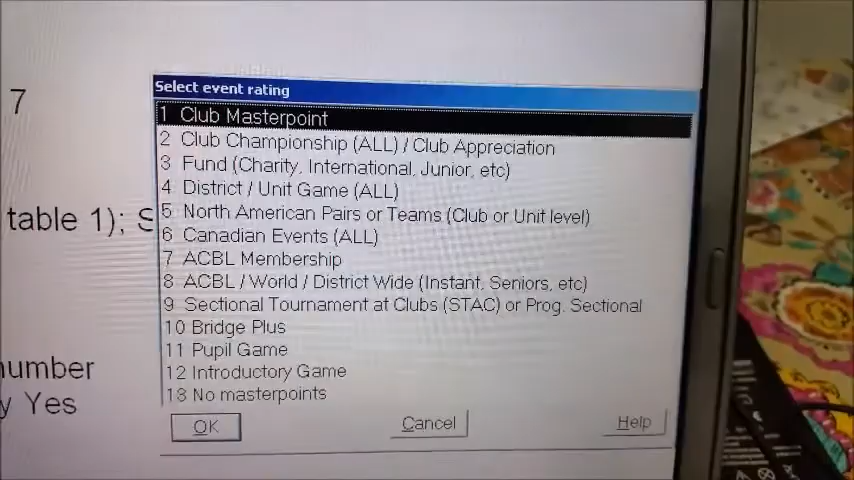 Select event rating
7
1 Club Masterpoint
2 Club Championship (ALL) / Club Appreciation
3 Fund (Charity, International, Junior, etc)
4 District / Unit Game (ALL)
table 1); S
5 North American Pairs or Teams (Club or Unit level)
6 Canadian Events (ALL)
7 ACBL Membership
8 ACBL / World / District Wide (Instant, Seniors, etc)
9 Sectional Tournament at Clubs (STAC) or Prog. Sectional
10 Bridge Plus
11 Pupil Game
12 Introductory Game
umber
13 No masterpoints
y Yes
OK Cancel Help